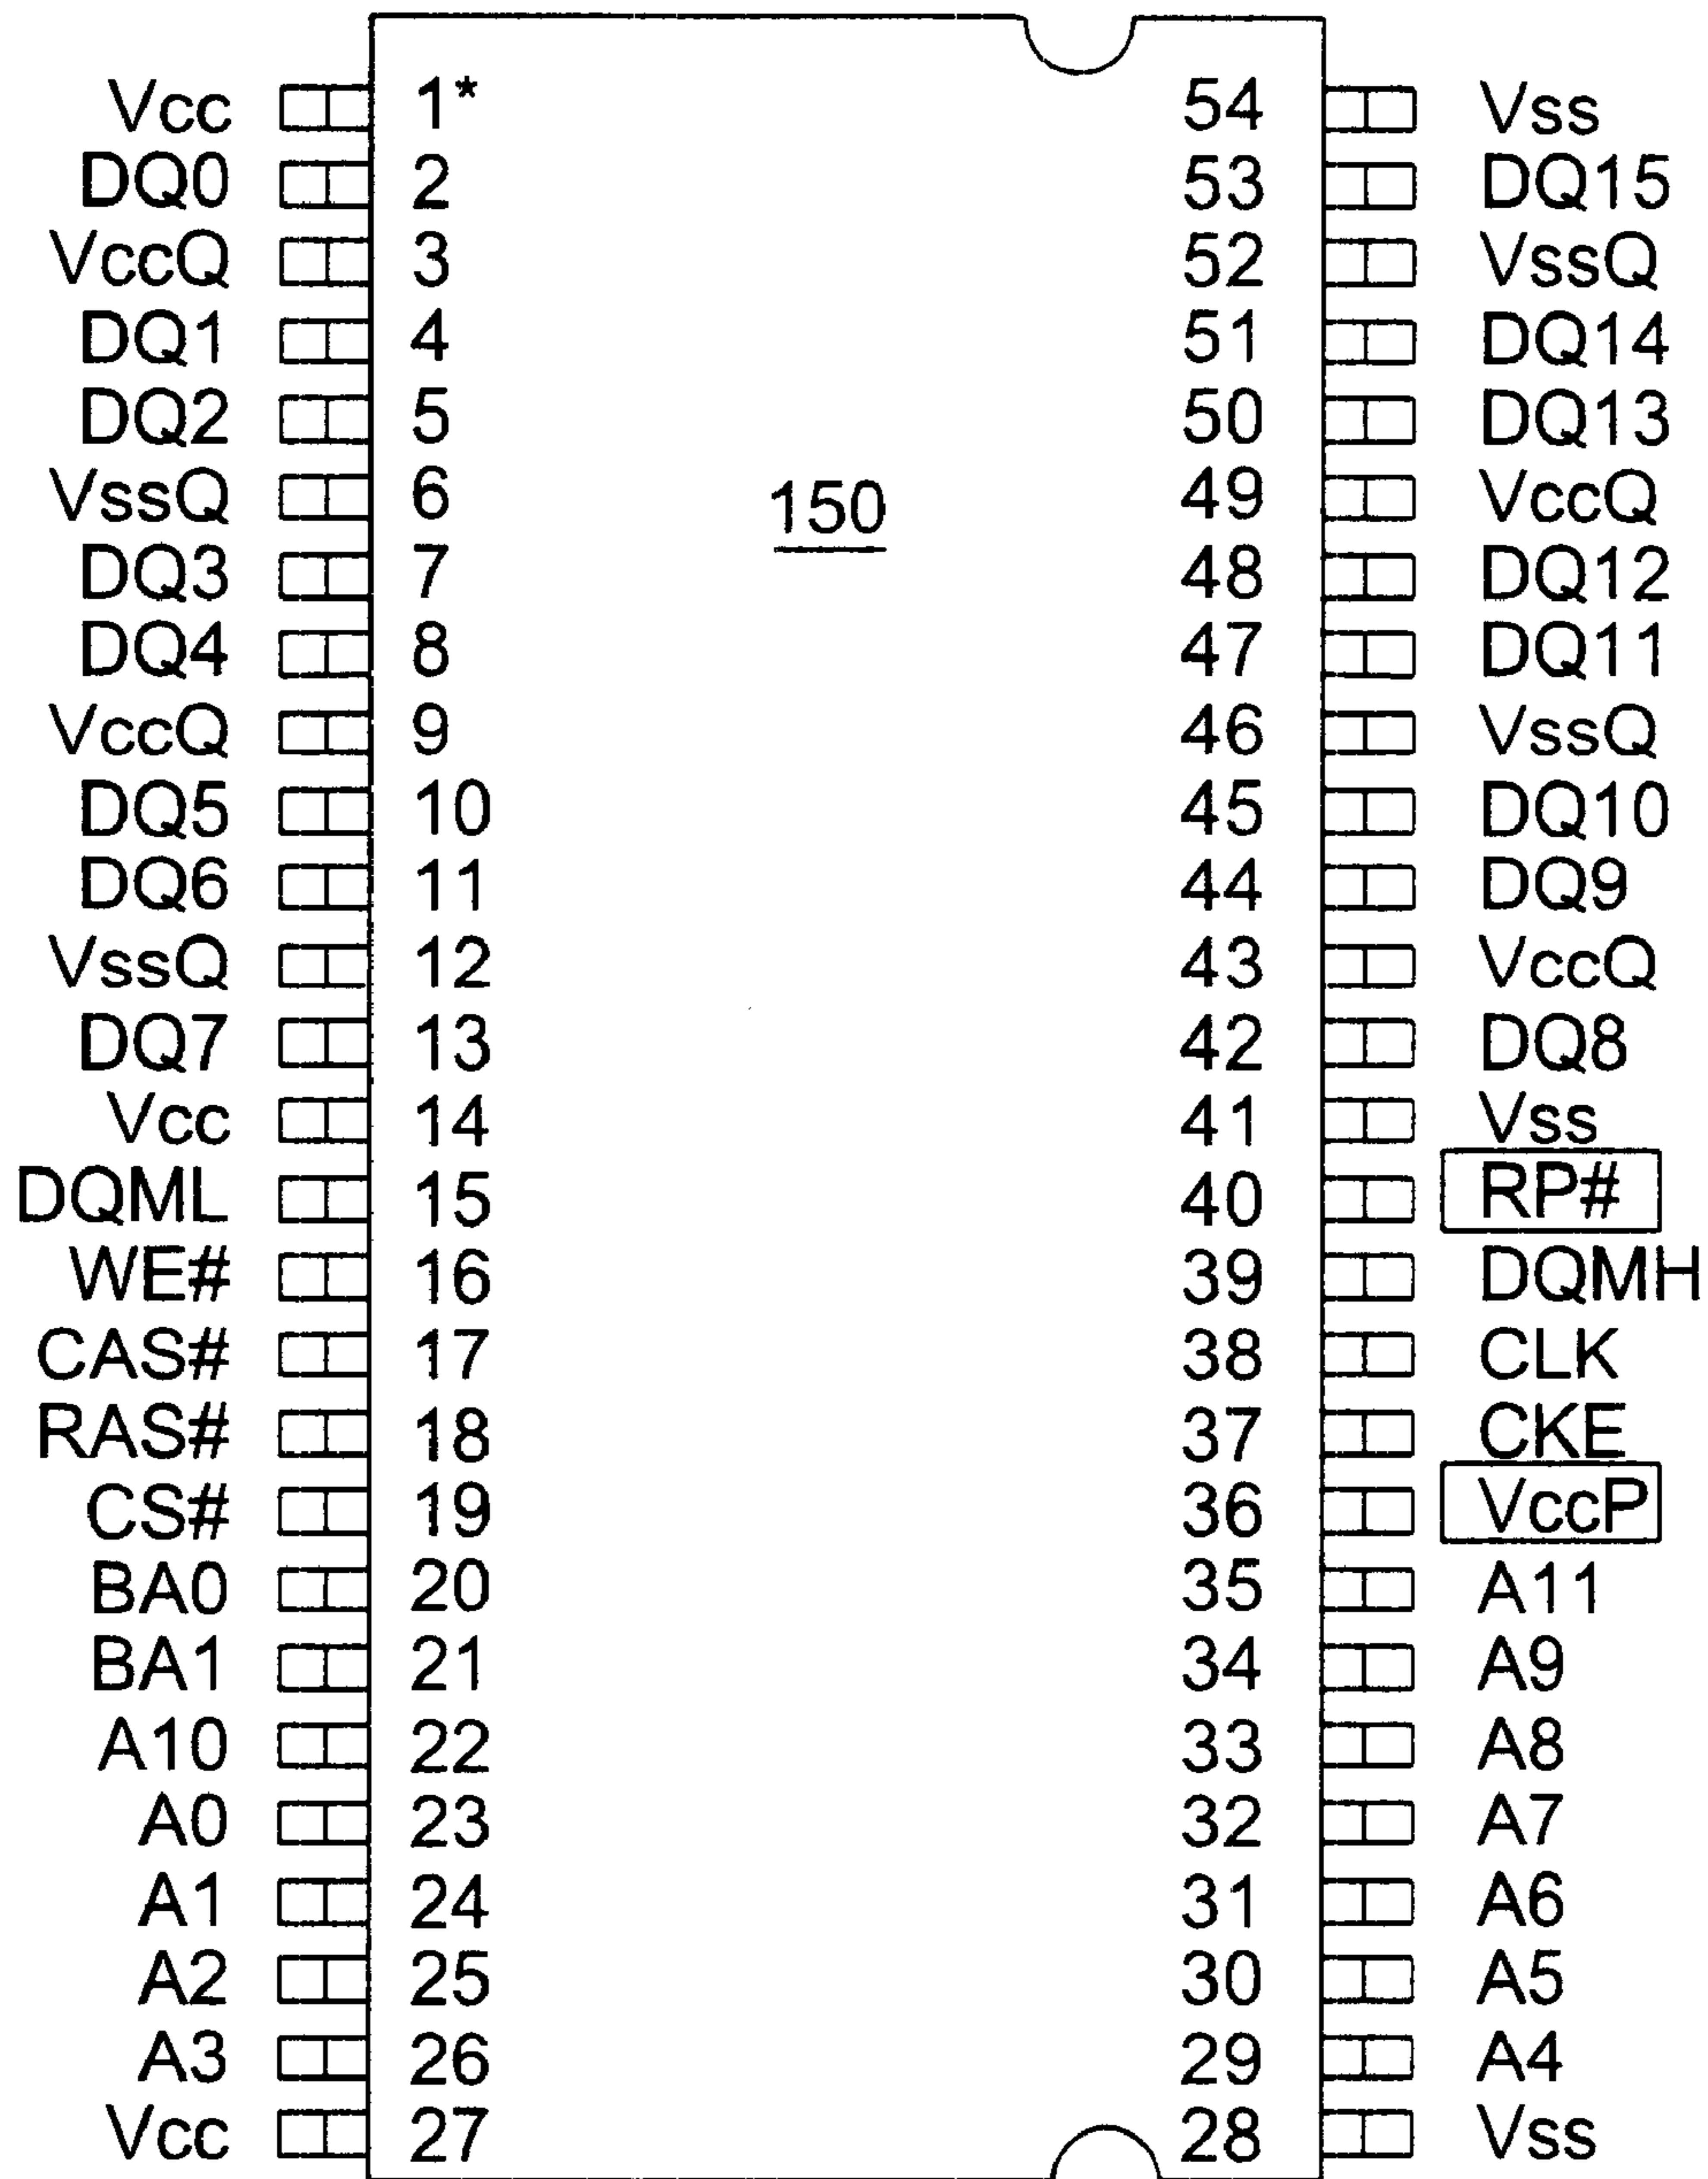 Vcc 1* 54 Vss
DQ0 2 53 DQ15
VccQ 3 52 VssQ
DQ1 4 51 DQ14
DQ2 5 50 DQ13
VssQ 6 150 49 VccQ
DQ3 7 48 DQ12
DQ4 8 47 DQ11
VccQ 9 46 VssQ
DQ5 10 45 DQ10
DQ6 11 44 DQ9
VssQ 12 43 VccQ
DQ7 13 42 DQ8
Vcc 14 41 Vss
DQML 15 40 RP#
WE# 16 39 DQMH
CAS# 17 38 CLK
RAS# 18 37 CKE
CS# 19 36 VccP
BA0 20 35 A11
BA1 21 34 A9
A10 22 33 A8
A0 23 32 A7
A1 24 31 A6
A2 25 30 A5
A3 26 29 A4
Vcc 27 28 Vss